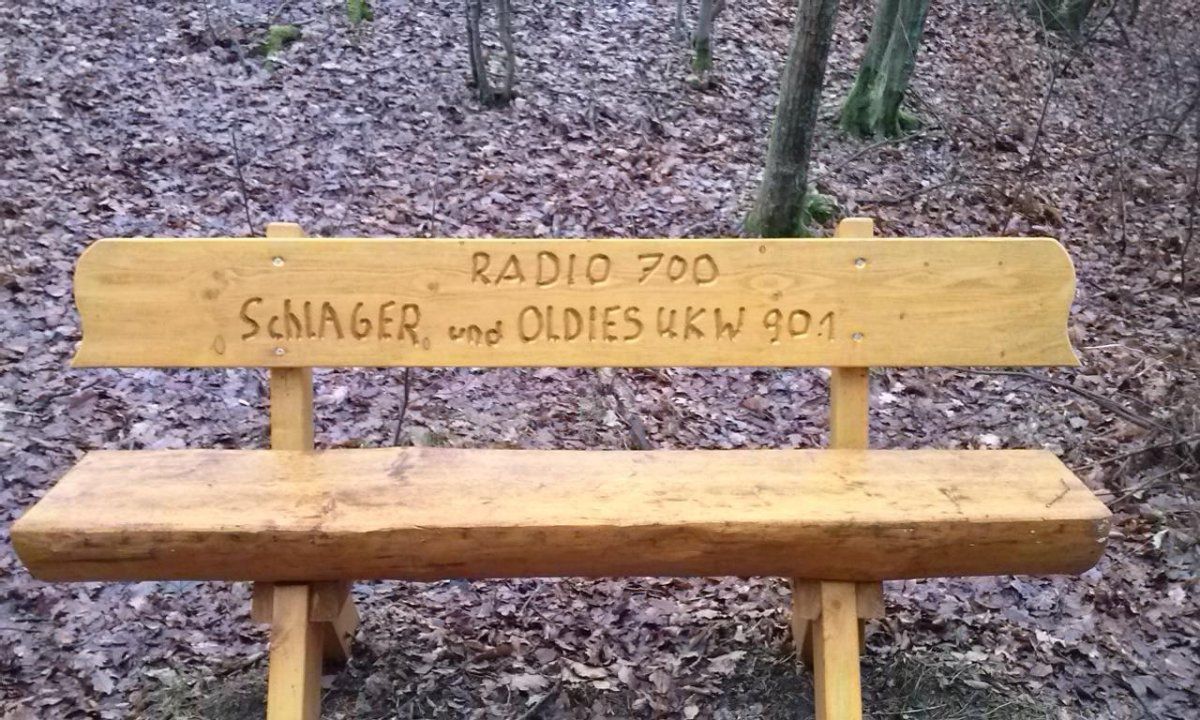 RADIO 700
SchLAGER und OLDIES UKW 90.1